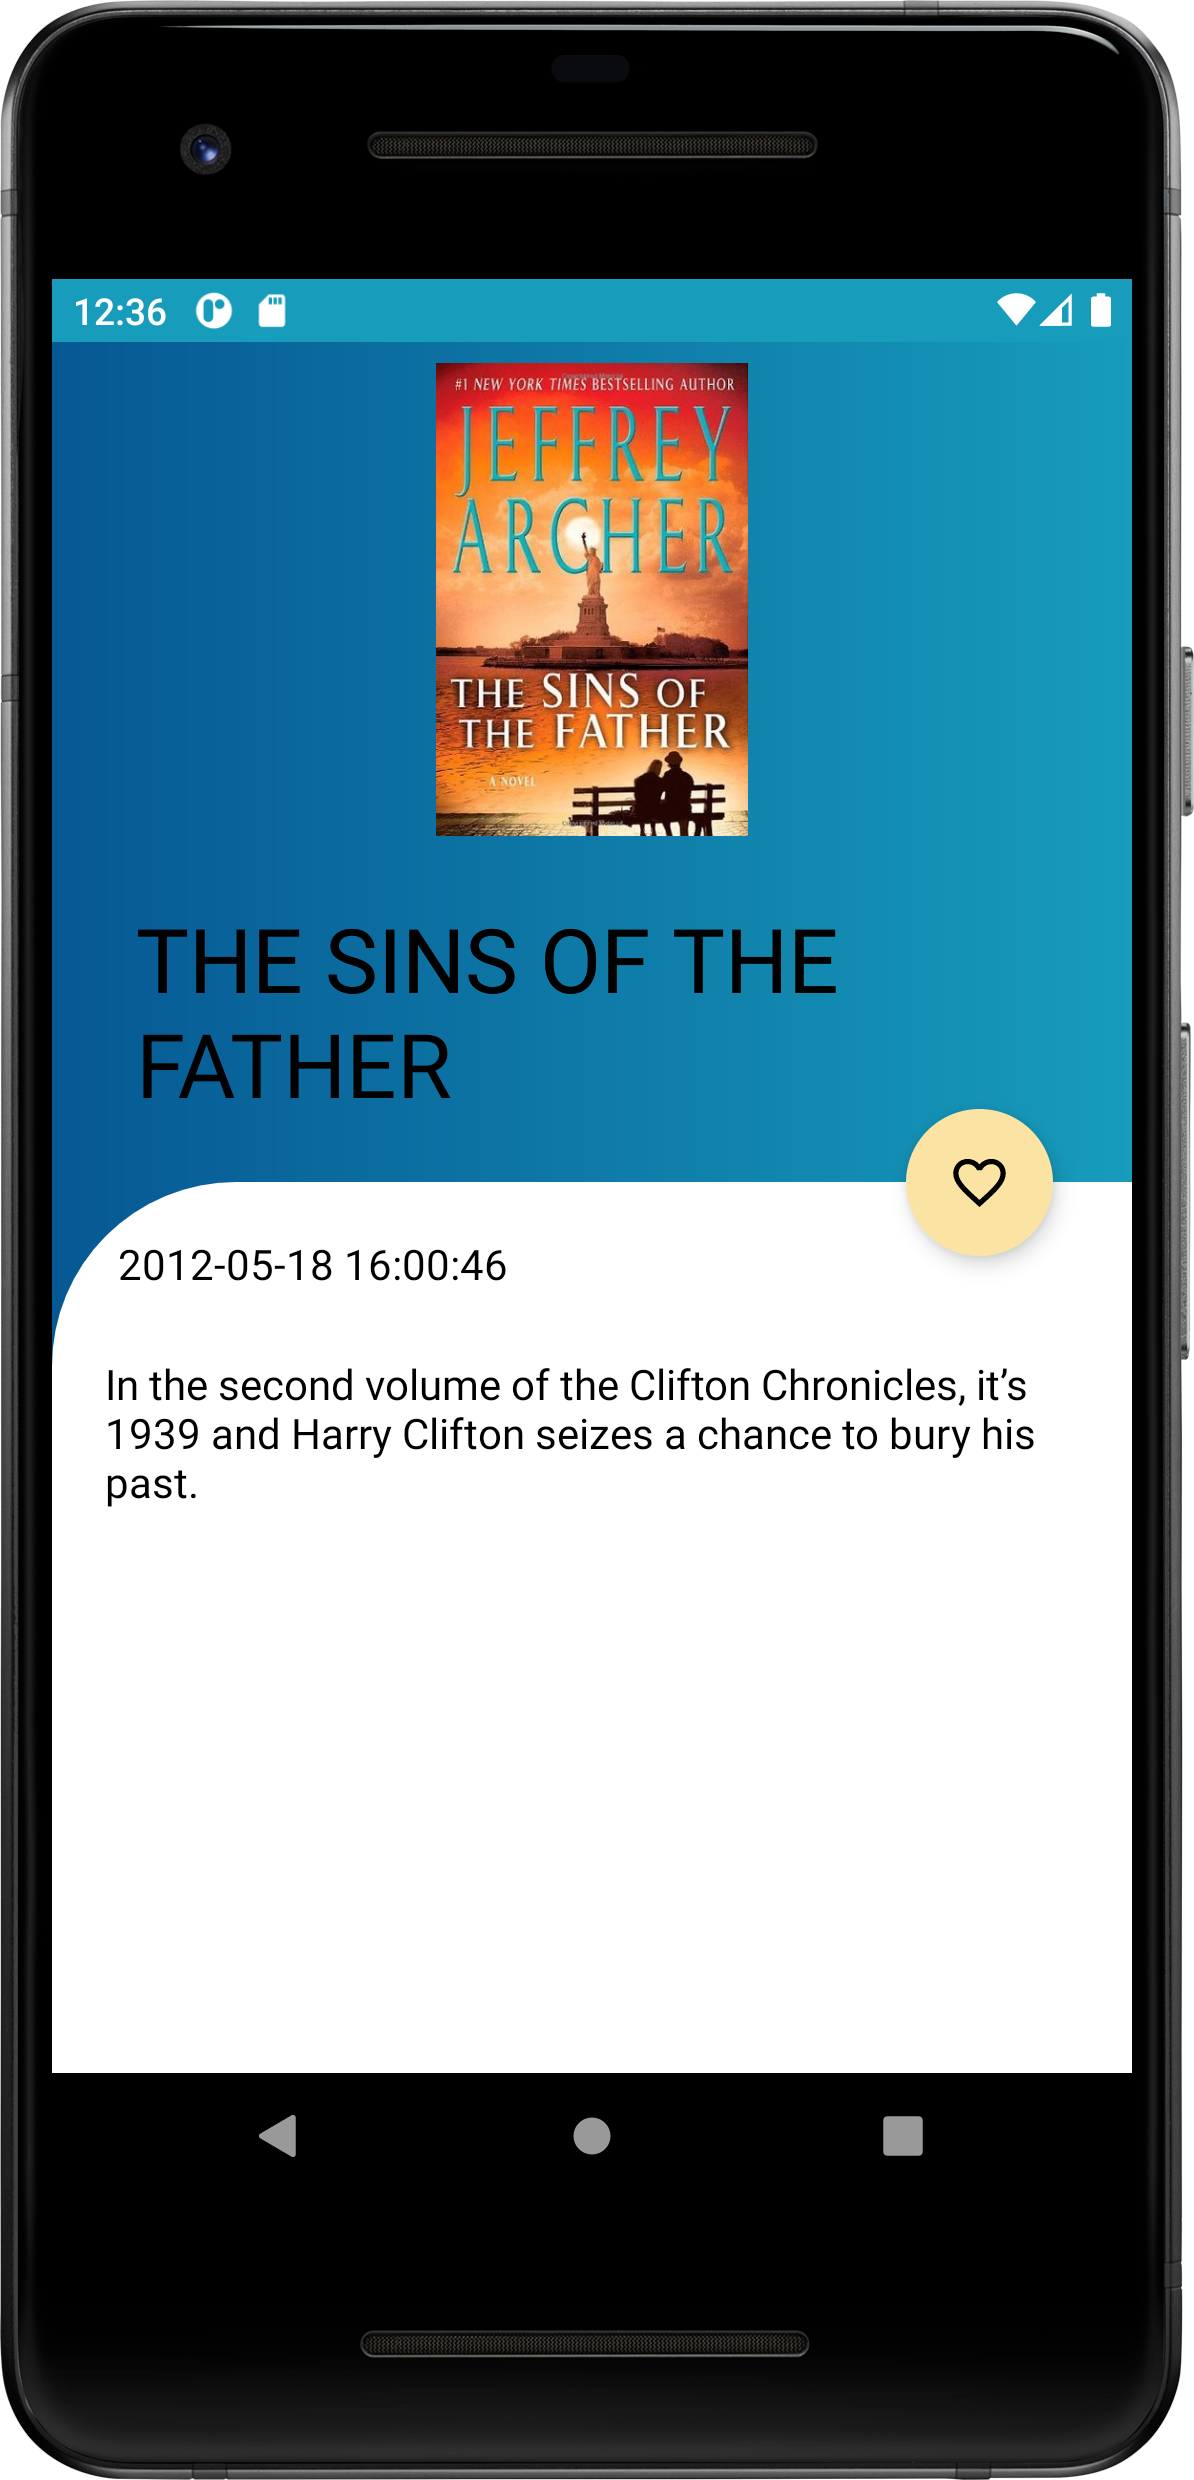 12:36
#1 NEW YORK TIMES BESTSELLING AUTHOR
JEFFREY
ARCHER
THE SINS OF
THE FATHER
A NOVEL
THE SINS OF THE
FATHER
2012-05-18 16:00:46
In the second volume of the Clifton Chronicles, it’s
1939 and Harry Clifton seizes a chance to bury his
past.